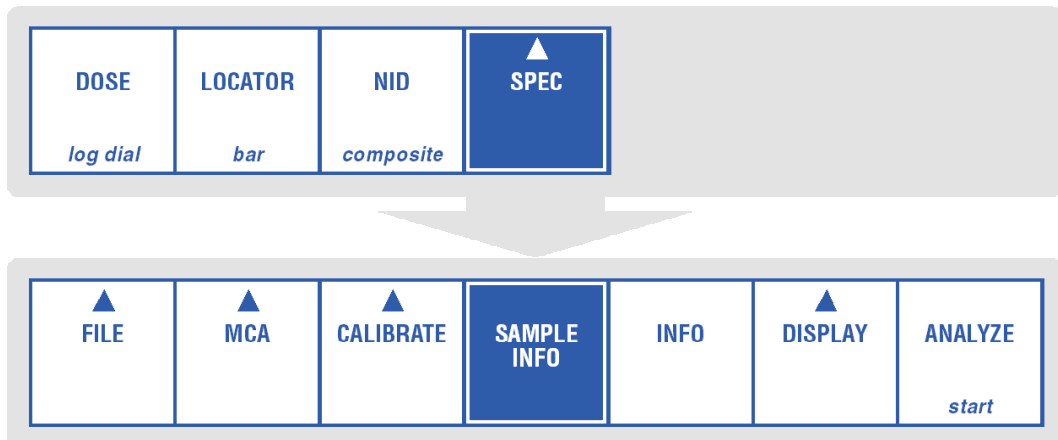 DOSE LOCATOR NID SPEC
log dial bar composite
FILE MCA CALIBRATE SAMPLE INFO DISPLAY ANALYZE
INFO
start